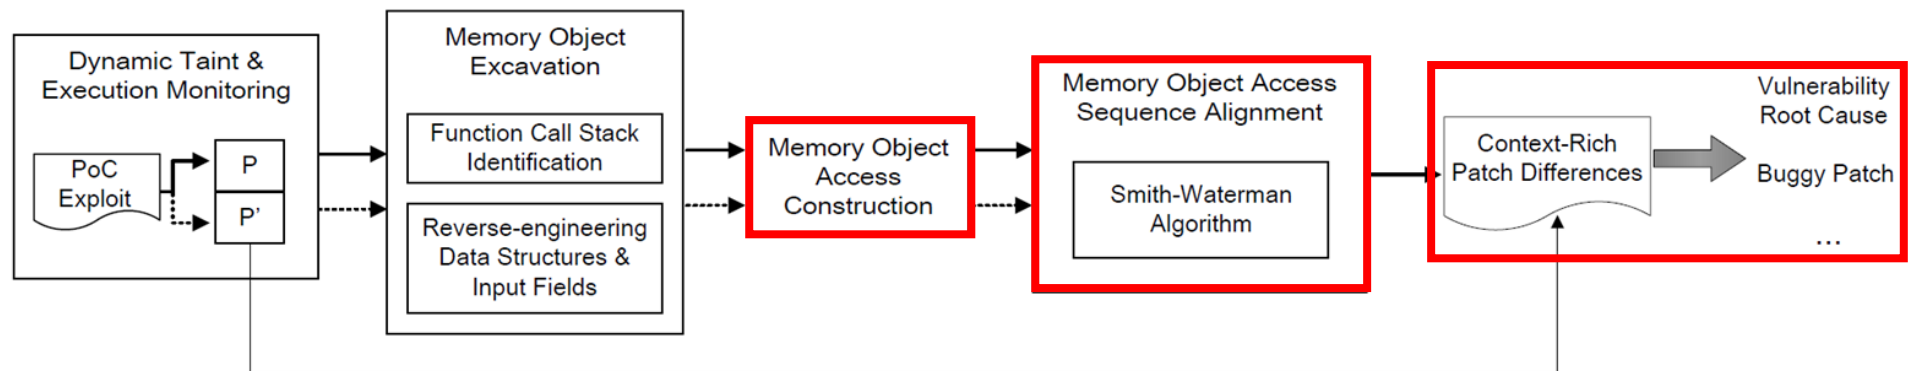 Dynamic Taint &
Execution Monitoring
PoC
Exploit
P
P’
Memory Object
Excavation
Function Call Stack
Identification
Reverse-engineering
Data Structures &
Input Fields
Memory Object
Access
Construction
Memory Object Access
Sequence Alignment
Smith-Waterman
Algorithm
Context-Rich
Patch Differences
Vulnerability
Root Cause
Buggy Patch
...